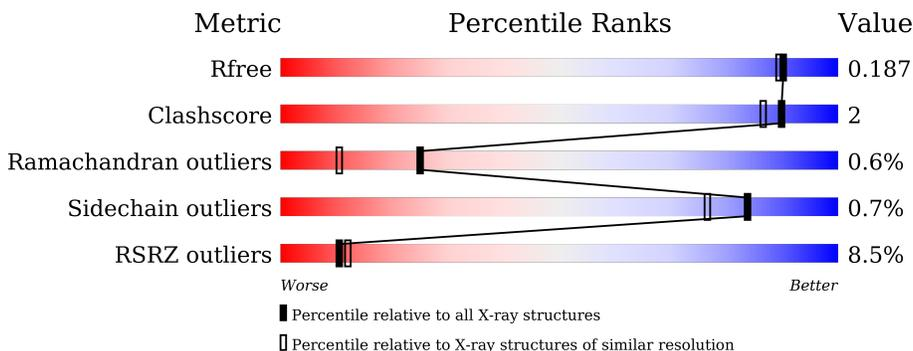 Metric Percentile Ranks Value
Rfree 0.187
Clashscore 2
Ramachandran outliers 0.6%
Sidechain outliers 0.7%
RSRZ outliers 8.5%
Worse Better
Percentile relative to all X-ray structures
Percentile relative to X-ray structures of similar resolution